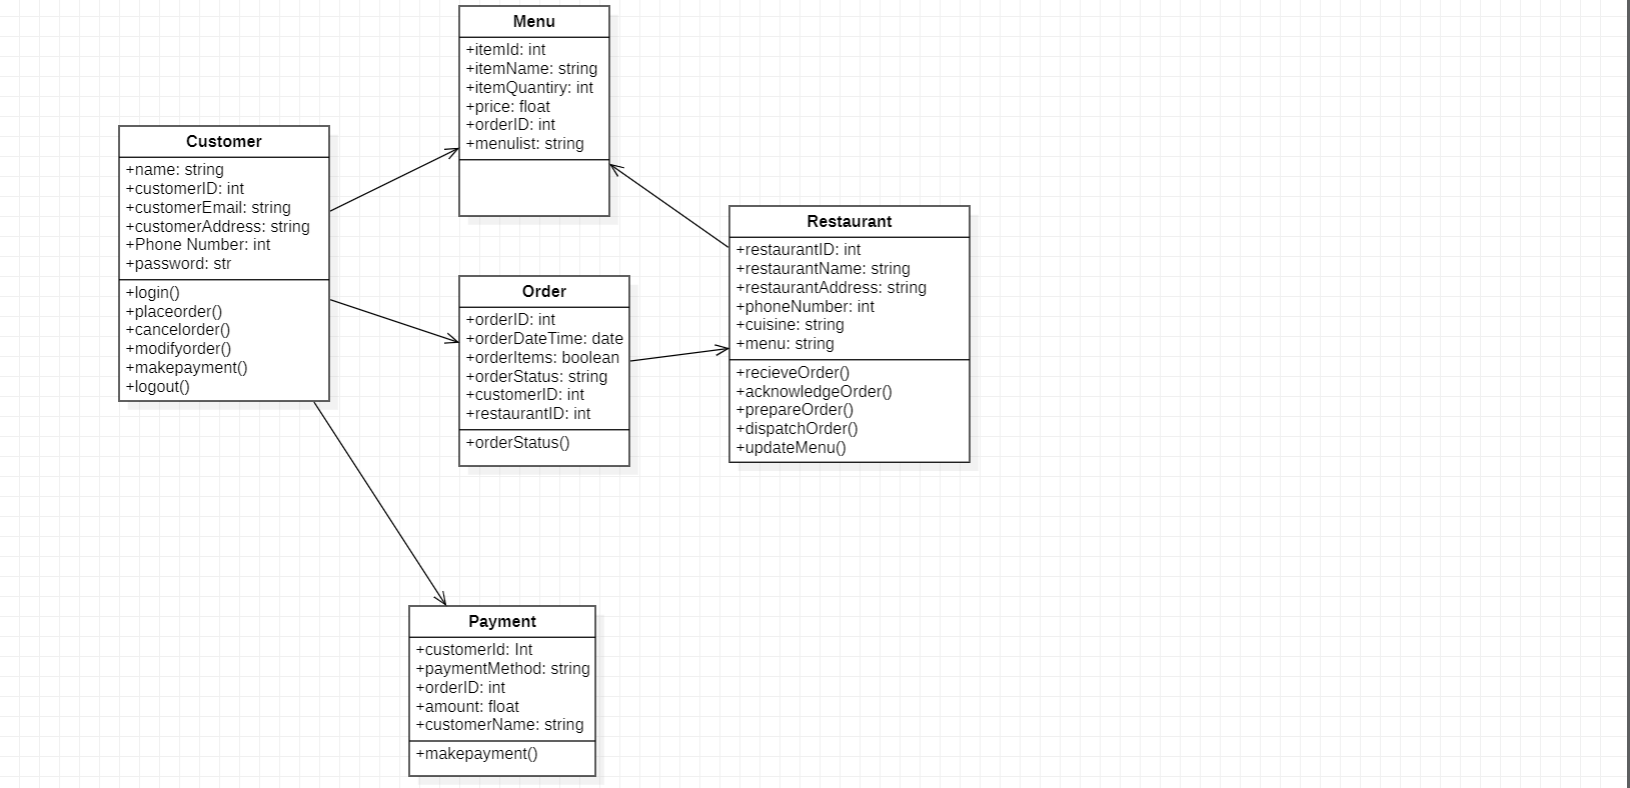 Menu
+itemId: int
+itemName: string
+itemQuantiry: int
+price: float
+orderID: int
+menulist: string
Customer
+name: string
+customerID: int
+customerEmail: string
+customerAddress: string
+Phone Number: int
+password: str
+login()
+placeorder()
+cancelorder()
+modifyorder()
+makepayment()
+logout()
Order
+orderID: int
+orderDateTime: date
+orderItems: boolean
+orderStatus: string
+customerID: int
+restaurantID: int
+orderStatus()
Restaurant
+restaurantID: int
+restaurantName: string
+restaurantAddress: string
+phoneNumber: int
+cuisine: string
+menu: string
+recieveOrder()
+acknowledgeOrder()
+prepareOrder()
+dispatchOrder()
+updateMenu()
Payment
+customerId: Int
+paymentMethod: string
+orderID: int
+amount: float
+customerName: string
+makepayment()